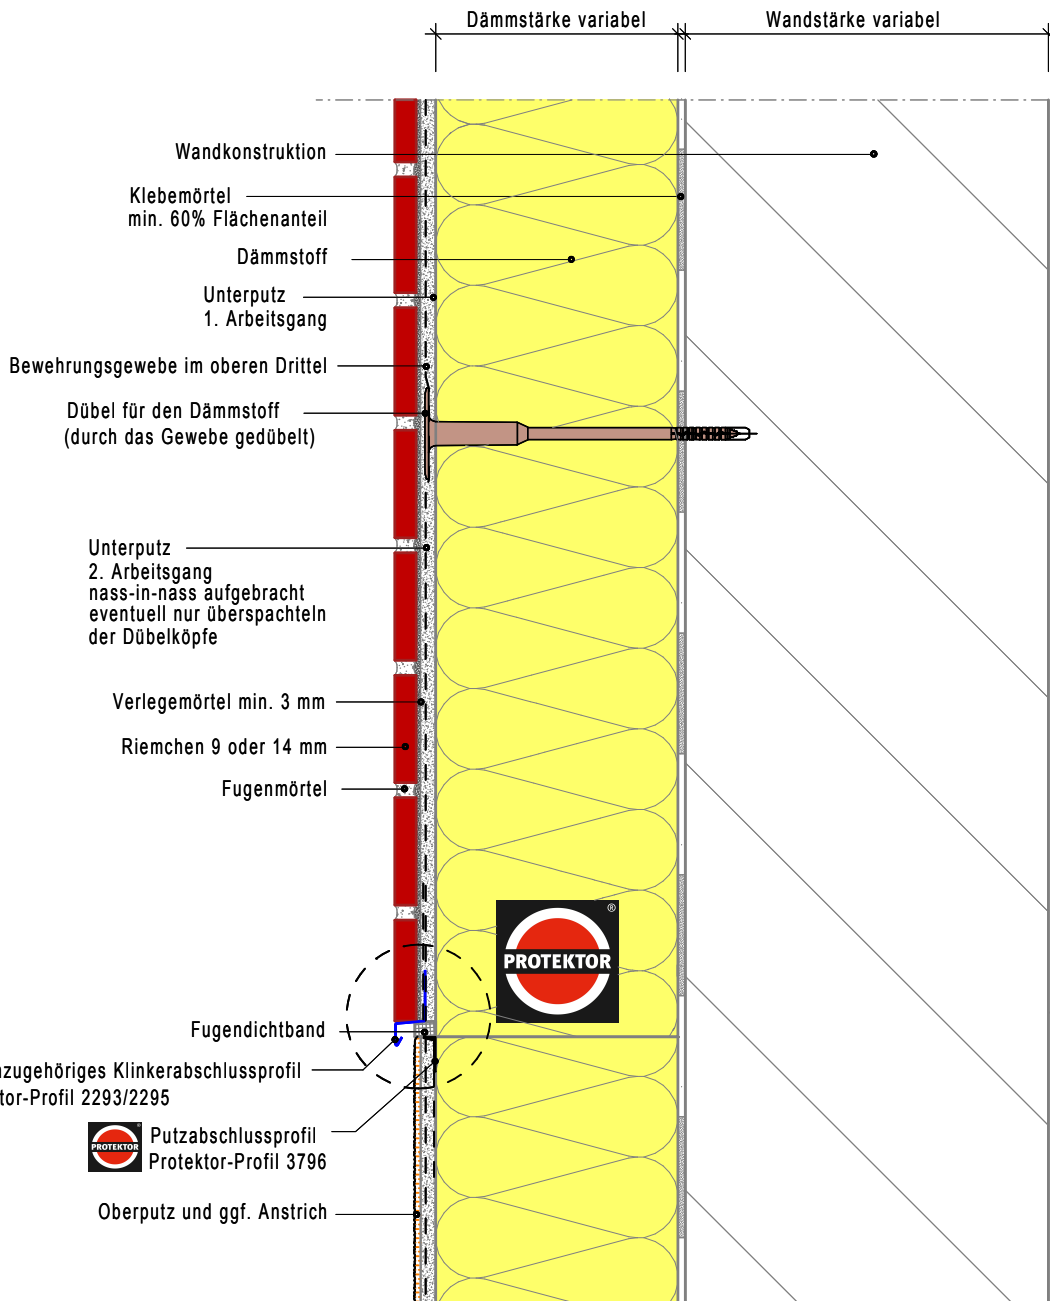 Dämmstärke variabel
Wandstärke variabel
Wandkonstruktion
Klebemörtel
min. 60% Flächenanteil
Dämmstoff
Unterputz
1. Arbeitsgang
Bewehrungsgewebe im oberen Drittel
Dübel für den Dämmstoff
(durch das Gewebe gedübelt)
Unterputz
2. Arbeitsgang
nass-in-nass aufgebracht
eventuell nur überspachteln
der Dübelköpfe
Verlegemörtel min. 3 mm
Riemchen 9 oder 14 mm
Fugenmörtel
PROTEKTOR
®
Fugendichtband
zugehöriges Klinkerabschlussprofil
tor-Profil 2293/2295
PROTEKTOR
Putzabschlussprofil
Protektor-Profil 3796
Oberputz und ggf. Anstrich